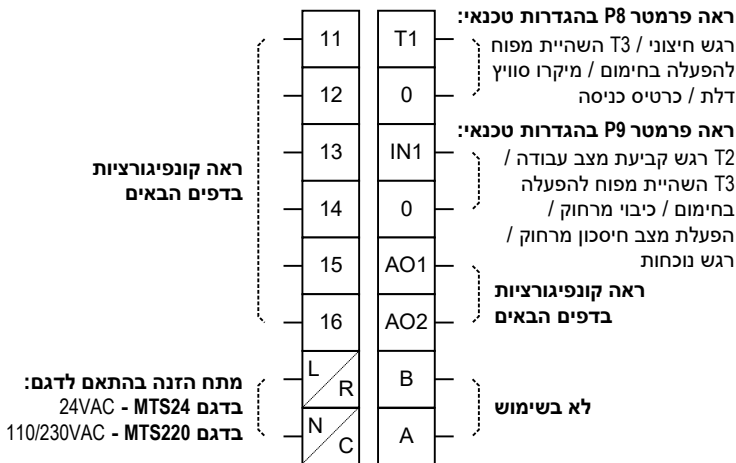 ראה פרמטר P8 בהגדרות טכנאי:
רגש חיצוני / T3 השהיית מפוח
להפעלה בחימום / מיקרו סוויץ
דלת / כרטיס כניסה
ראה פרמטר P9 בהגדרות טכנאי:
T2 רגש קביעת מצב עבודה /
T3 השהיית מפוח להפעלה
בחימום / כיבוי מרחוק /
הפעלת מצב חיסכון מרחוק /
רגש נוכחות
ראה קונפיגורציות
בדפים הבאים
לא בשימוש
T1
0
IN1
0
AO1
AO2
B
A
11
12
13
14
15
16
L R
N C
ראה קונפיגורציות
בדפים הבאים
מתח הזנה בהתאם לדגם:
בדגם MTS24 - 24VAC
בדגם MTS220 - 110/230VAC